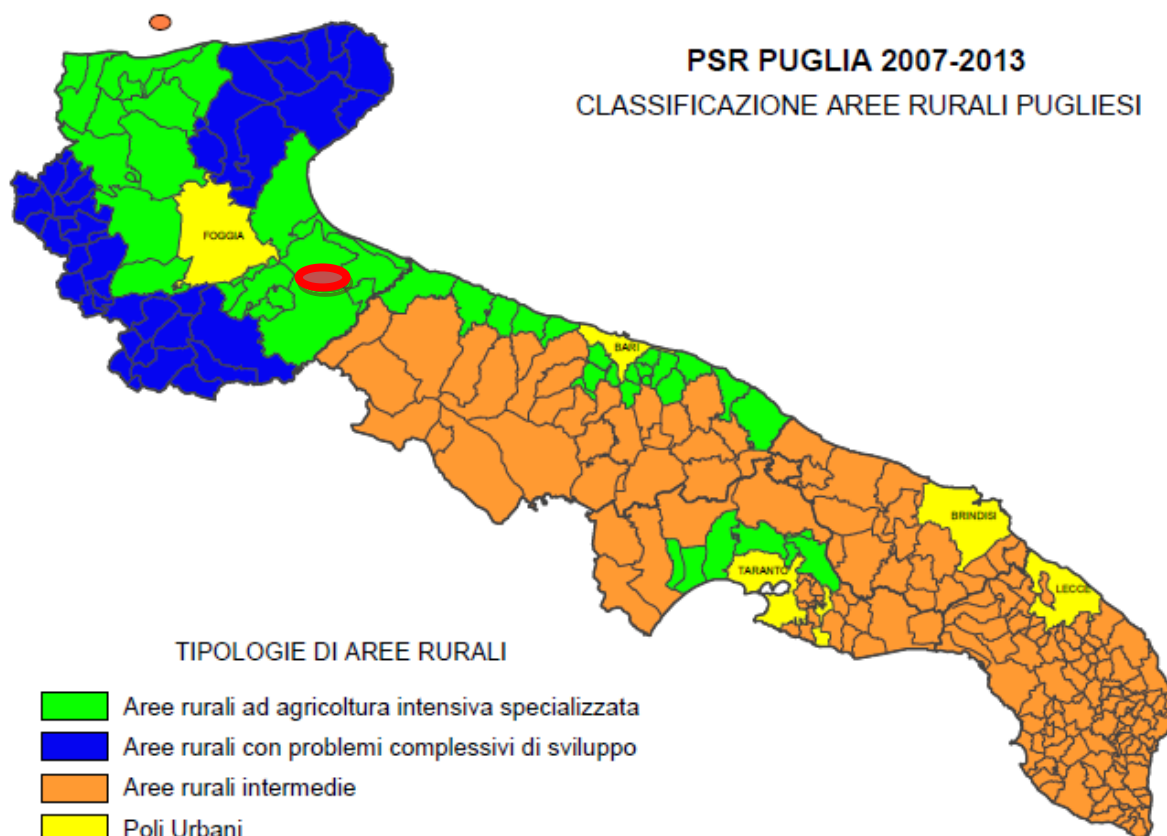 PSR PUGLIA 2007-2013
CLASSIFICAZIONE AREE RURALI PUGLIESI
FOGGIA
BARI
BRINDISI
TARANTO
LECCE
TIPOLOGIE DI AREE RURALI
Aree rurali ad agricoltura intensiva specializzata
Aree rurali con problemi complessivi di sviluppo
Aree rurali intermedie
Poli Urbani